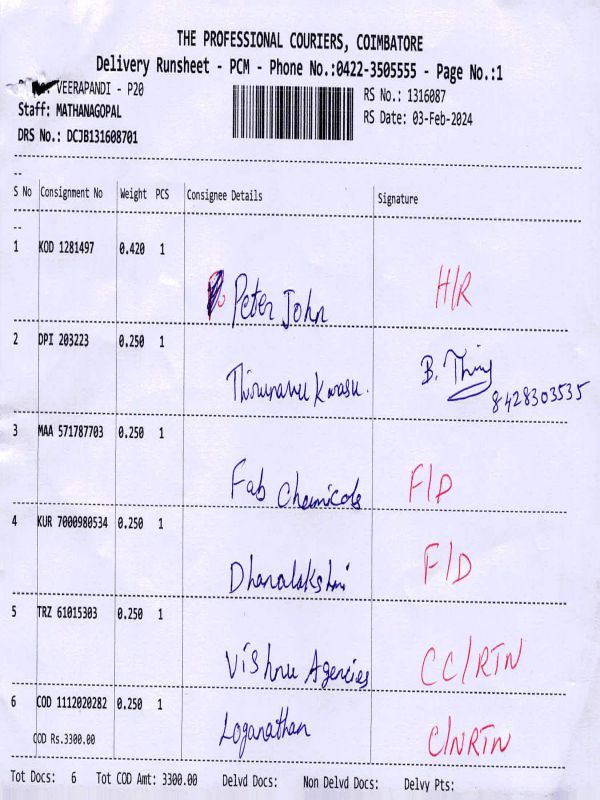 THE PROFESSIONAL COURIERS, COIMBATORE
Delivery Runsheet - PCM - Phone No.:0422-3505555 - Page No.:1
VEERAPANDI - P20
RS No.: 1316087
Staff: MATHANAGOPAL
RS Date: 03-Feb-2024
DRS No.: DCJB131608701
S No Consignment No Weight PCS Consignee Details Signature
1 KOD 1281497 0.420 1
Peter John H/R
2 DPI 203223 0.250 1
Thirunavukarasu. B. Thiru
8428303535
3 MAA 571787703 0.250 1
Fab Chemicals F/D
4 KUR 7000980534 0.250 1
Dhanalakshmi F/D
5 TRZ 61015303 0.250 1
Vishnu Agencies CC/RTN
6 COD 1112020282 0.250 1
Loganathan C/NRTN
COD Rs.3300.00
Tot Docs: 6 Tot COD Amt: 3300.00 Delvd Docs: Non Delvd Docs: Delvy Pts: